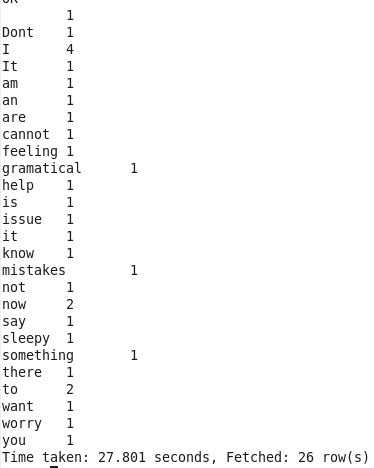 OK
	1
Dont	1
I	4
It	1
am	1
an	1
are	1
cannot	1
feeling	1
gramatical	1
help	1
is	1
issue	1
it	1
know	1
mistakes	1
not	1
now	2
say	1
sleepy	1
something	1
there	1
to	2
want	1
worry	1
you	1
Time taken: 27.801 seconds, Fetched: 26 row(s)